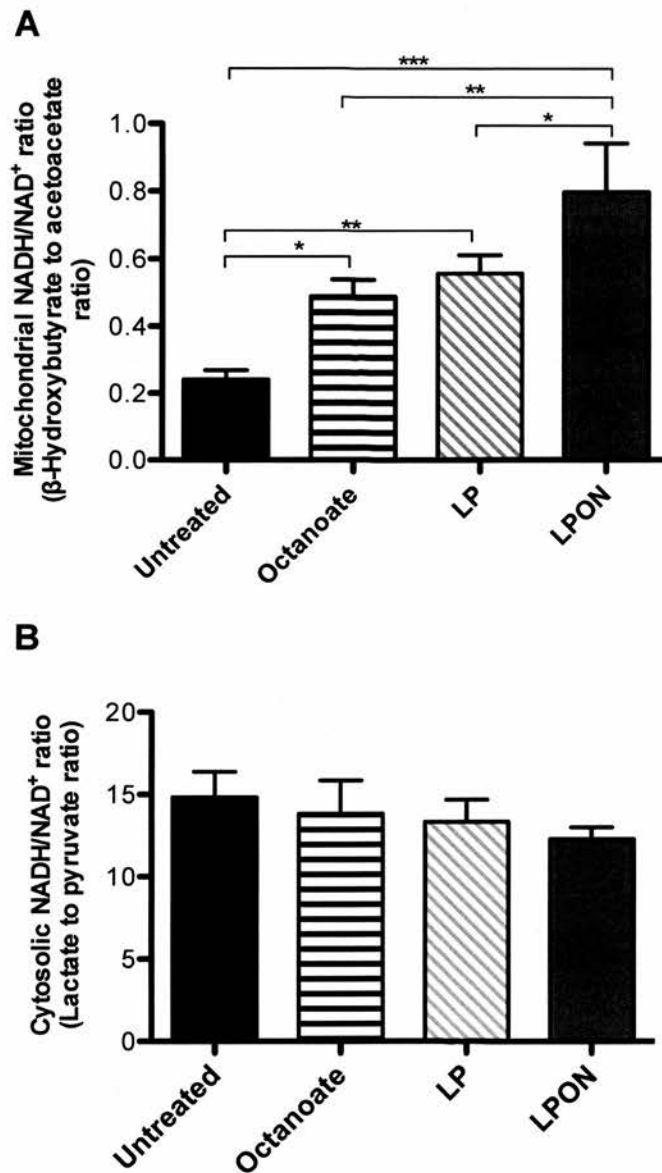 A
***
**
*
**
*
1.0
0.8
0.6
0.4
0.2
0.0
Mitochondrial NADH/NAD⁺ ratio
(β-Hydroxybutyrate to acetoacetate
ratio)
Untreated
Octanoate
LP
LPON
B
20
15
10
5
0
Cytosolic NADH/NAD⁺ ratio
(Lactate to pyruvate ratio)
Untreated
Octanoate
LP
LPON